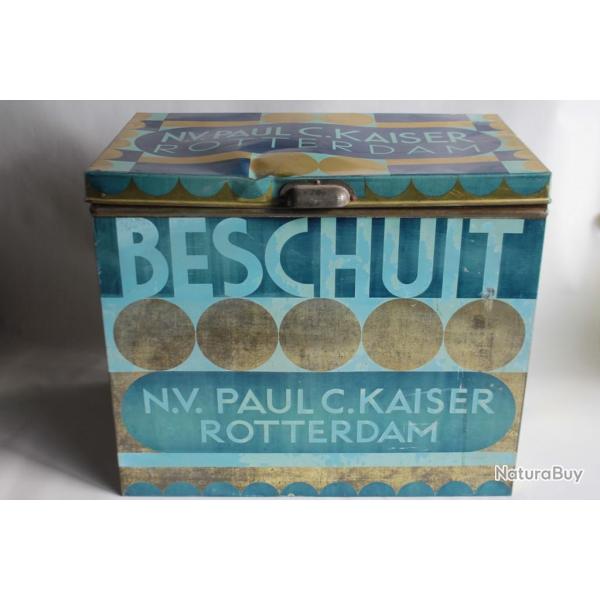 N.V. PAUL C. KAISER
ROTTERDAM
BESCHUIT
N.V. PAUL C. KAISER
ROTTERDAM
NaturaBuy